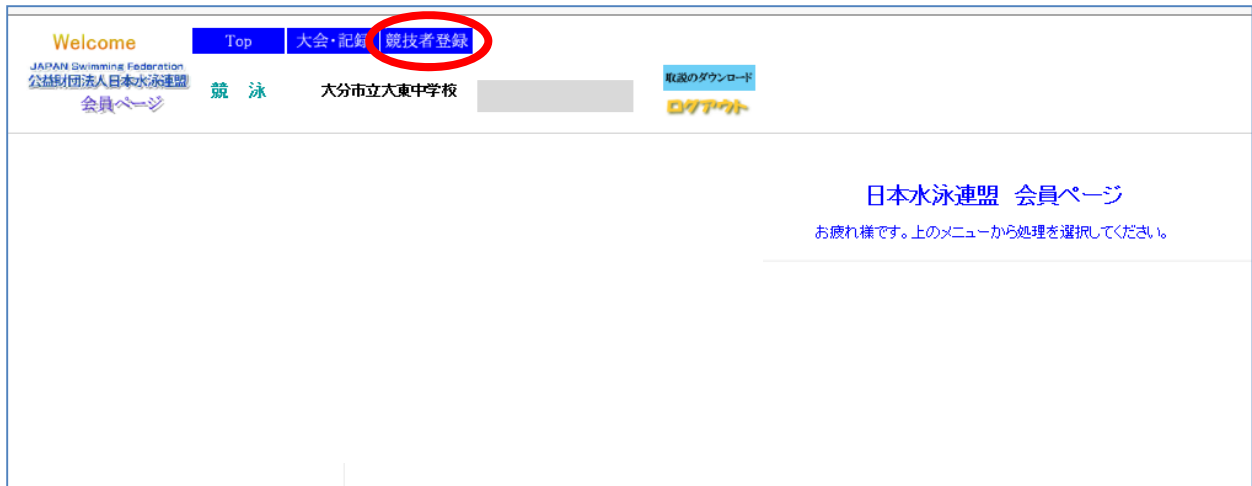 Welcome
Top
大会・記録
競技者登録
JAPAN Swimming Federation
公益財団法人日本水泳連盟
会員ページ
競 泳
大分市立大東中学校
取説のダウンロード
ログアウト
日本水泳連盟 会員ページ
お疲れ様です。上のメニューから処理を選択してください。